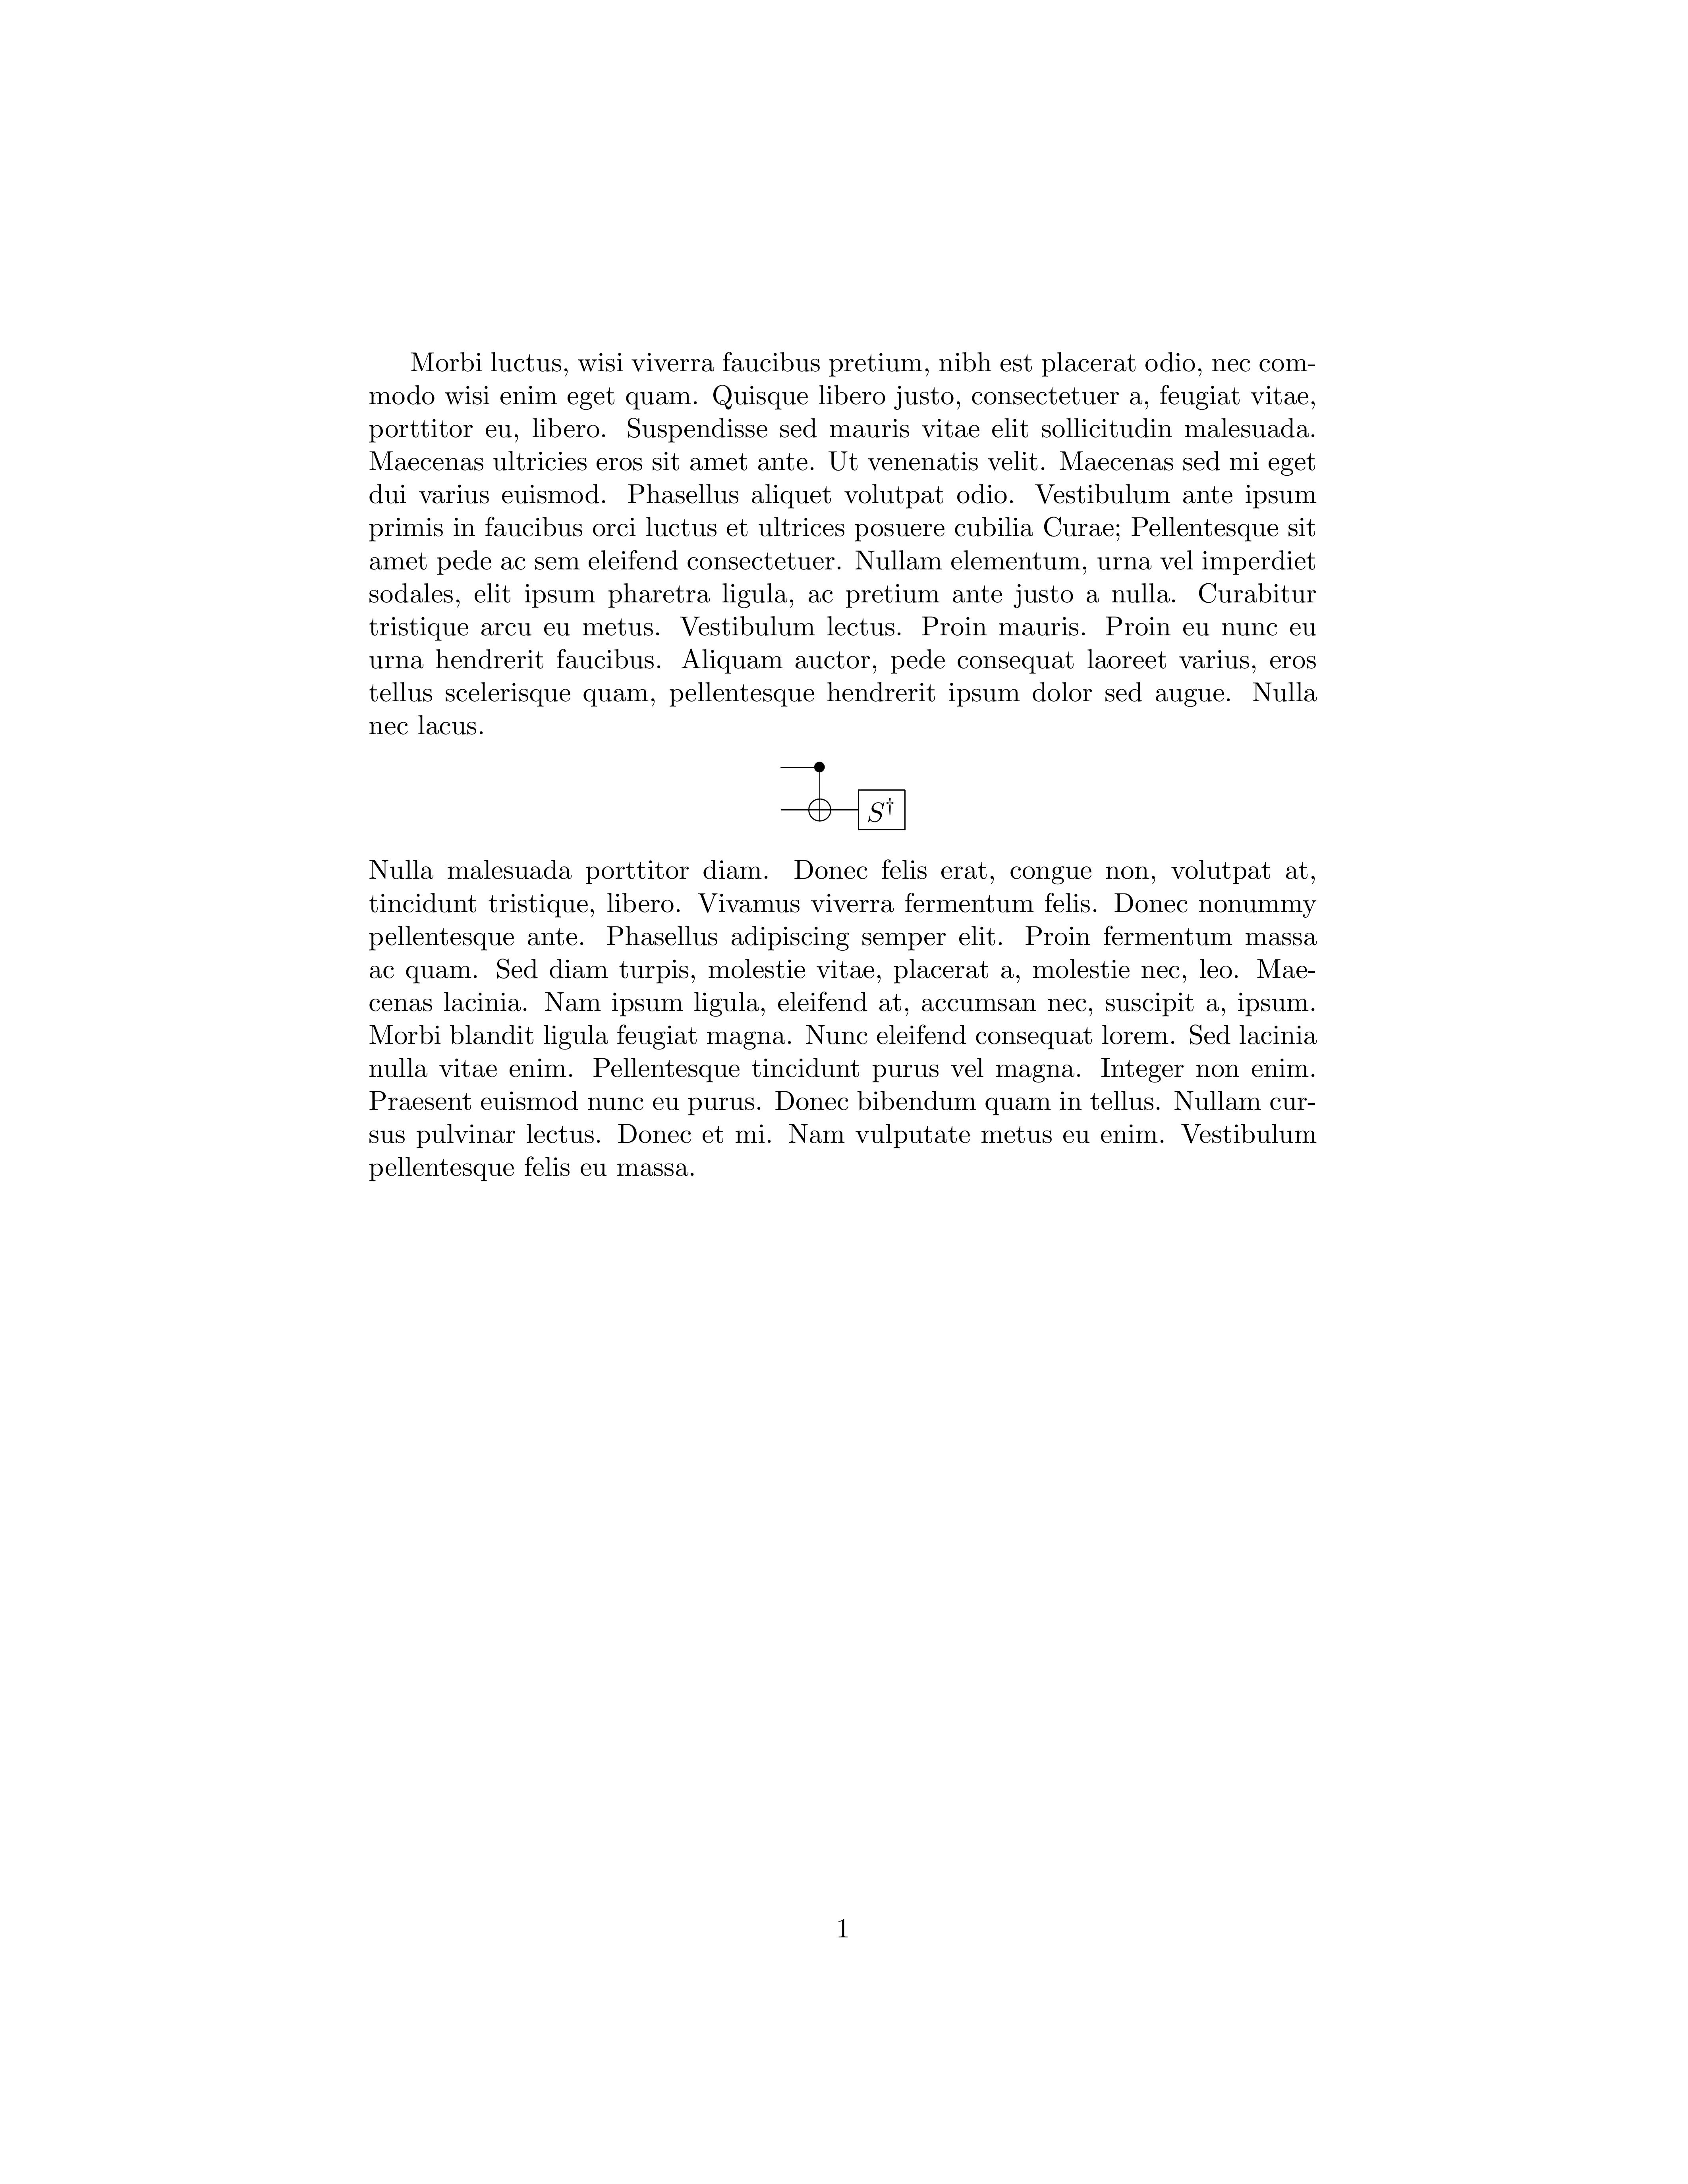 Morbi luctus, wisi viverra faucibus pretium, nibh est placerat odio, nec com-
modo wisi enim eget quam. Quisque libero justo, consectetuer a, feugiat vitae,
porttitor eu, libero. Suspendisse sed mauris vitae elit sollicitudin malesuada.
Maecenas ultricies eros sit amet ante. Ut venenatis velit. Maecenas sed mi eget
dui varius euismod. Phasellus aliquet volutpat odio. Vestibulum ante ipsum
primis in faucibus orci luctus et ultrices posuere cubilia Curae; Pellentesque sit
amet pede ac sem eleifend consectetuer. Nullam elementum, urna vel imperdiet
sodales, elit ipsum pharetra ligula, ac pretium ante justo a nulla. Curabitur
tristique arcu eu metus. Vestibulum lectus. Proin mauris. Proin eu nunc eu
urna hendrerit faucibus. Aliquam auctor, pede consequat laoreet varius, eros
tellus scelerisque quam, pellentesque hendrerit ipsum dolor sed augue. Nulla
nec lacus.
S†
Nulla malesuada porttitor diam. Donec felis erat, congue non, volutpat at,
tincidunt tristique, libero. Vivamus viverra fermentum felis. Donec nonummy
pellentesque ante. Phasellus adipiscing semper elit. Proin fermentum massa
ac quam. Sed diam turpis, molestie vitae, placerat a, molestie nec, leo. Mae-
cenas lacinia. Nam ipsum ligula, eleifend at, accumsan nec, suscipit a, ipsum.
Morbi blandit ligula feugiat magna. Nunc eleifend consequat lorem. Sed lacinia
nulla vitae enim. Pellentesque tincidunt purus vel magna. Integer non enim.
Praesent euismod nunc eu purus. Donec bibendum quam in tellus. Nullam cur-
sus pulvinar lectus. Donec et mi. Nam vulputate metus eu enim. Vestibulum
pellentesque felis eu massa.
1